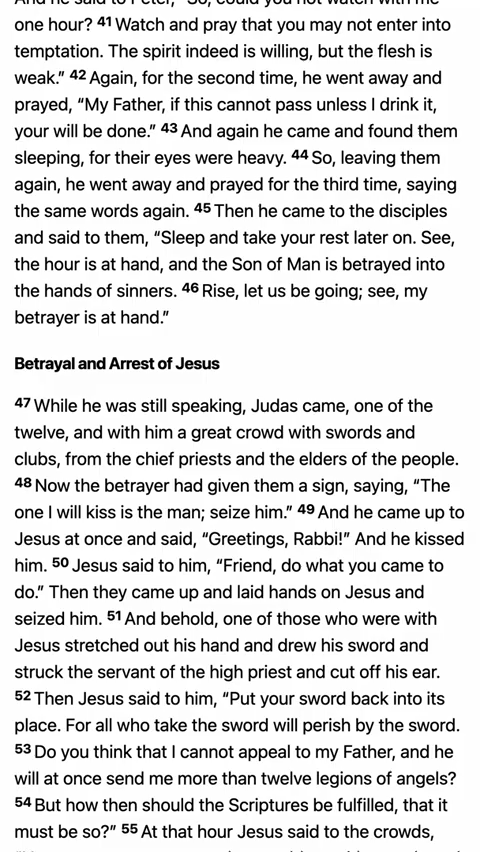 And he said to Peter, “So, could you not watch with me
one hour? 41 Watch and pray that you may not enter into
temptation. The spirit indeed is willing, but the flesh is
weak.” 42 Again, for the second time, he went away and
prayed, “My Father, if this cannot pass unless I drink it,
your will be done.” 43 And again he came and found them
sleeping, for their eyes were heavy. 44 So, leaving them
again, he went away and prayed for the third time, saying
the same words again. 45 Then he came to the disciples
and said to them, “Sleep and take your rest later on. See,
the hour is at hand, and the Son of Man is betrayed into
the hands of sinners. 46 Rise, let us be going; see, my
betrayer is at hand.”
Betrayal and Arrest of Jesus
47 While he was still speaking, Judas came, one of the
twelve, and with him a great crowd with swords and
clubs, from the chief priests and the elders of the people.
48 Now the betrayer had given them a sign, saying, “The
one I will kiss is the man; seize him.” 49 And he came up to
Jesus at once and said, “Greetings, Rabbi!” And he kissed
him. 50 Jesus said to him, “Friend, do what you came to
do.” Then they came up and laid hands on Jesus and
seized him. 51 And behold, one of those who were with
Jesus stretched out his hand and drew his sword and
struck the servant of the high priest and cut off his ear.
52 Then Jesus said to him, “Put your sword back into its
place. For all who take the sword will perish by the sword.
53 Do you think that I cannot appeal to my Father, and he
will at once send me more than twelve legions of angels?
54 But how then should the Scriptures be fulfilled, that it
must be so?” 55 At that hour Jesus said to the crowds,